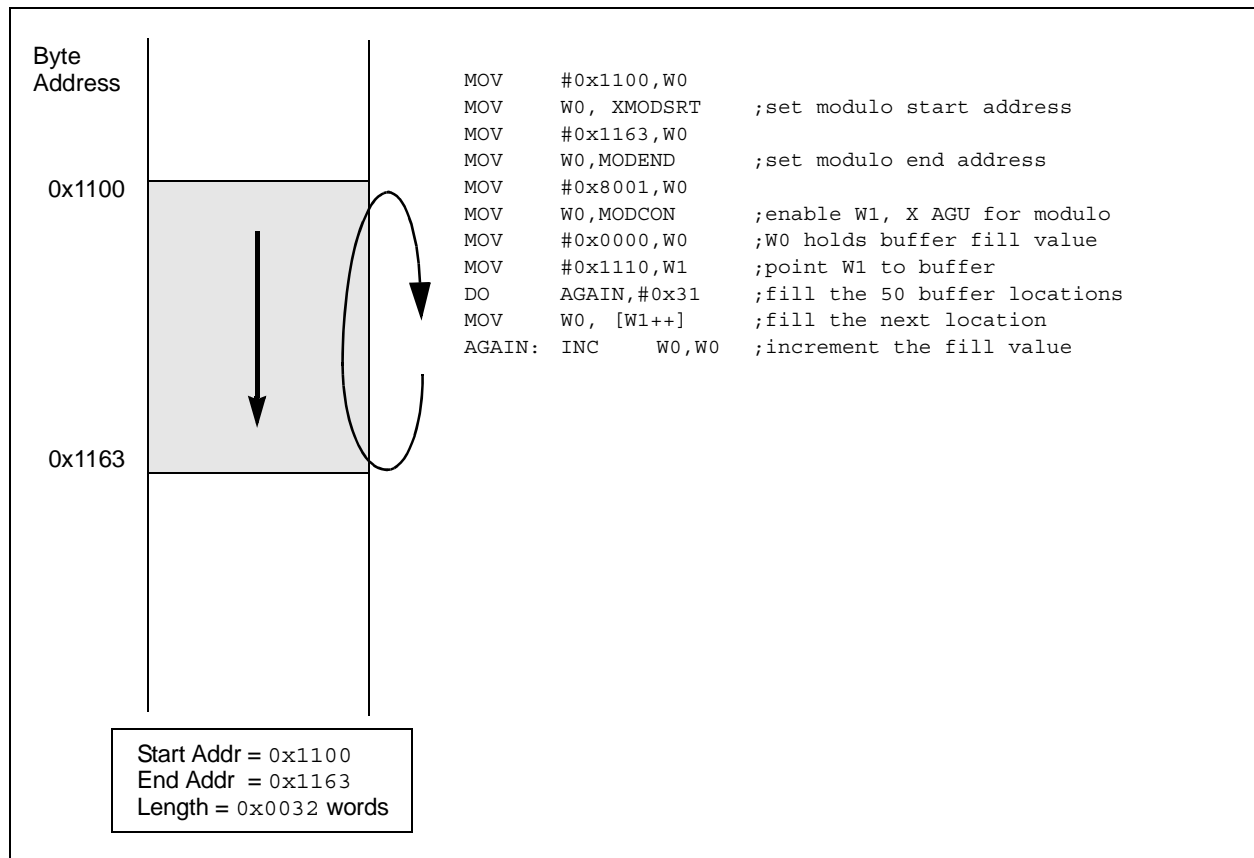 Byte
Address
0x1100
0x1163
MOV #0x1100,W0
MOV W0, XMODSRT ;set modulo start address
MOV #0x1163,W0
MOV W0,MODEND ;set modulo end address
MOV #0x8001,W0
MOV W0,MODCON ;enable W1, X AGU for modulo
MOV #0x0000,W0 ;W0 holds buffer fill value
MOV #0x1110,W1 ;point W1 to buffer
DO AGAIN,#0x31 ;fill the 50 buffer locations
MOV W0, [W1++] ;fill the next location
AGAIN: INC W0,W0 ;increment the fill value
Start Addr = 0x1100
End Addr = 0x1163
Length = 0x0032 words